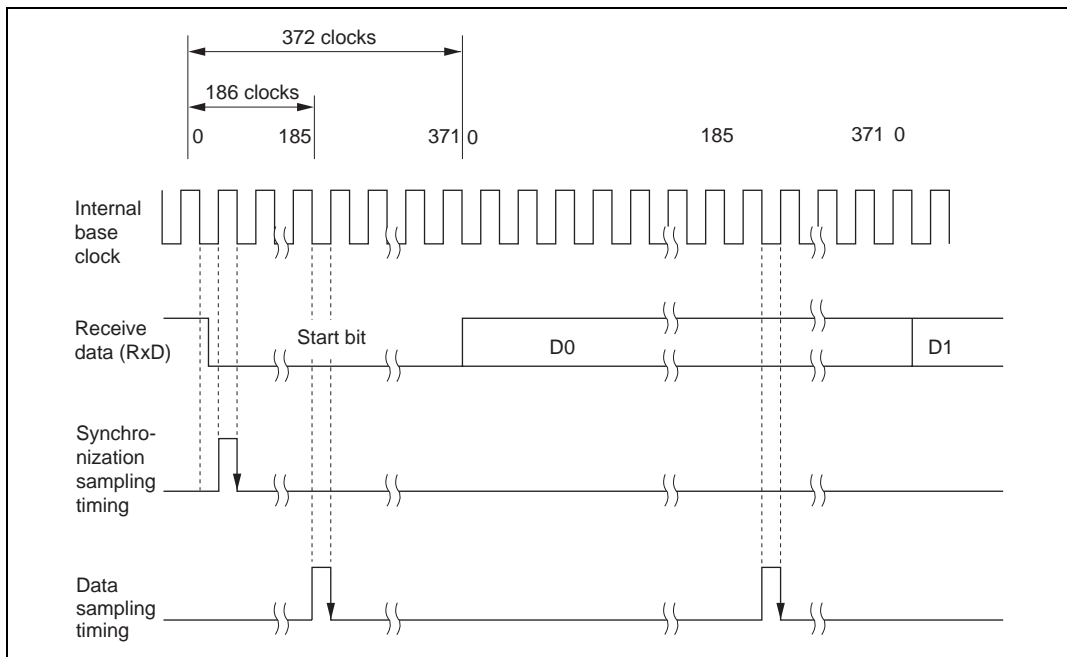 372 clocks
186 clocks
0
185
371 0
185
371 0
Internal
base
clock
Receive
data (RxD)
Start bit
D0
D1
Synchro-
nization
sampling
timing
Data
sampling
timing